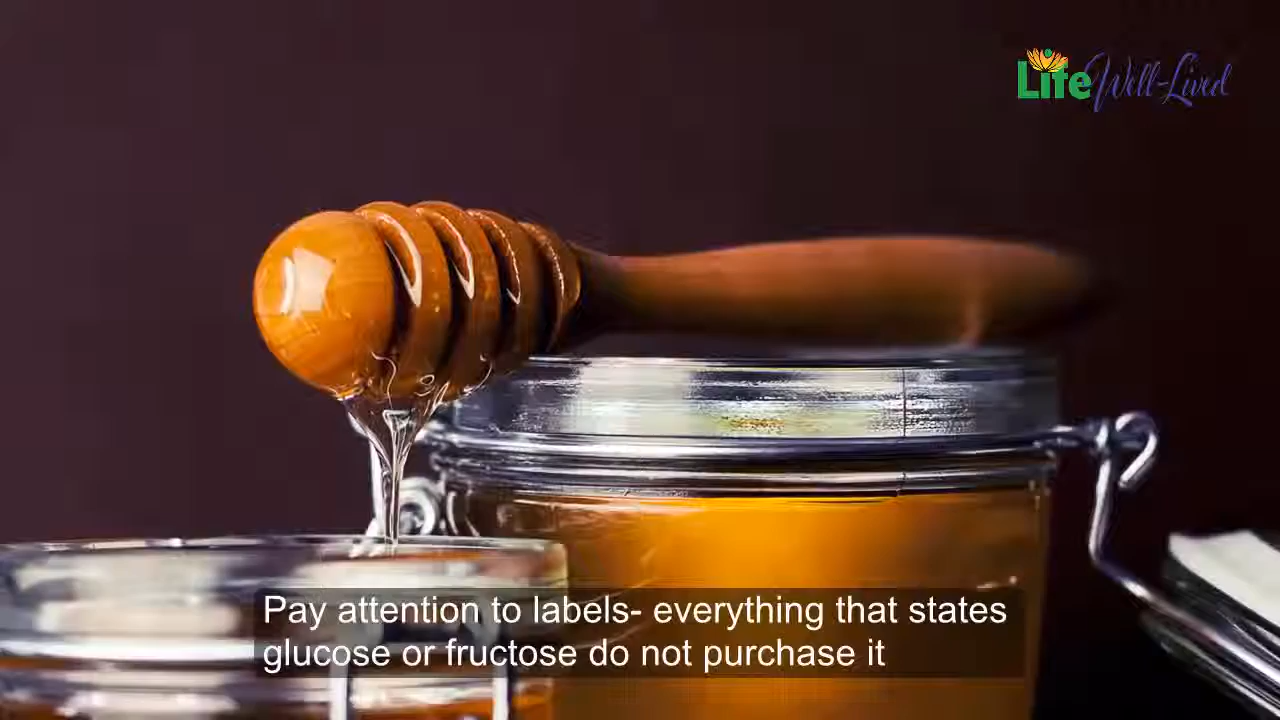 Life Well-Lived
Pay attention to labels- everything that states
glucose or fructose do not purchase it